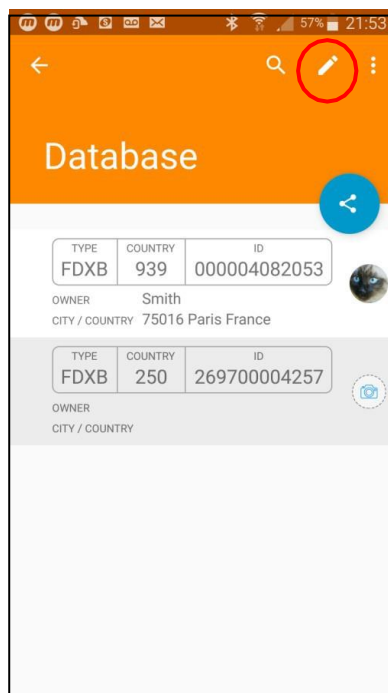 57% 21:53
Database
TYPE COUNTRY ID
FDXB 939 000004082053
OWNER Smith
CITY / COUNTRY 75016 Paris France
TYPE COUNTRY ID
FDXB 250 269700004257
OWNER
CITY / COUNTRY